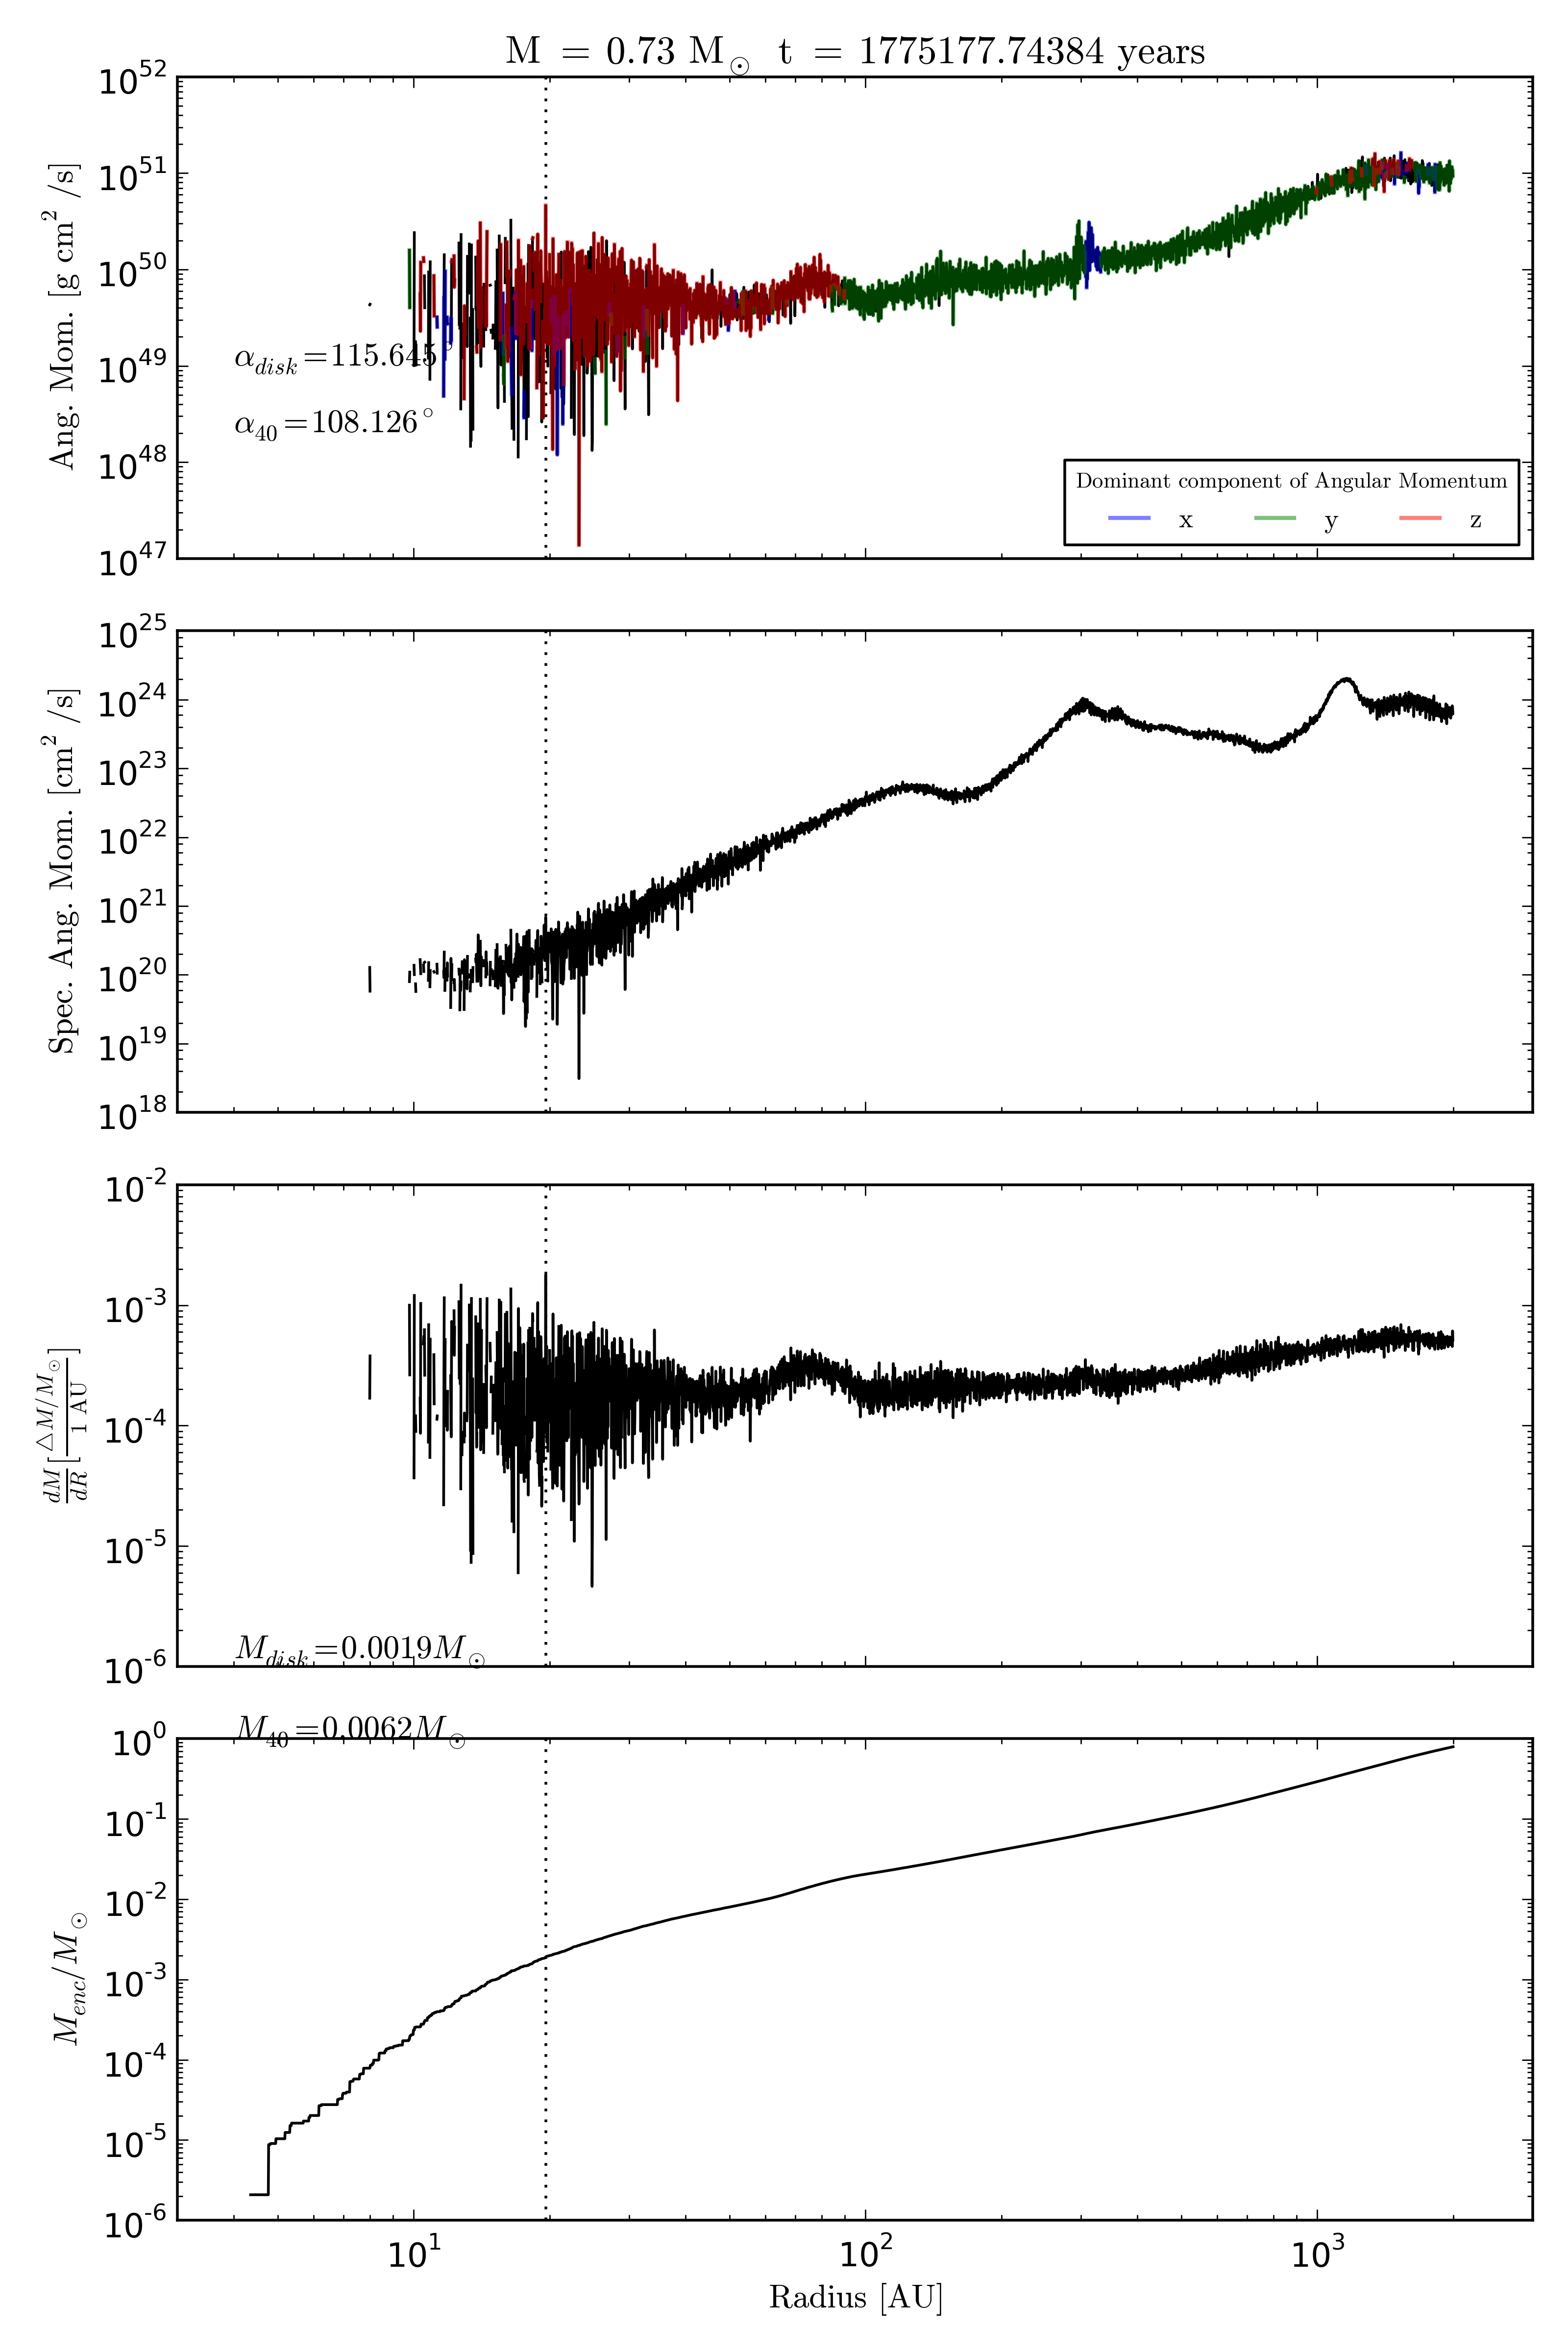 M = 0.73 M⊙ t = 1775177.74384 years
10^52
10^51
10^50
10^49
10^48
10^47
Ang. Mom. [g cm^2 /s]
α_disk=115.645°
α_40=108.126°
Dominant component of Angular Momentum
x y z
10^25
10^24
10^23
10^22
10^21
10^20
10^19
10^18
Spec. Ang. Mom. [cm^2 /s]
10^-2
10^-3
10^-4
10^-5
10^-6
dM/dR [△M/M⊙ / 1 AU]
M_disk=0.0019M⊙
M_40=0.0062M⊙
10^0
10^-1
10^-2
10^-3
10^-4
10^-5
10^-6
M_enc/M⊙
10^1 10^2 10^3
Radius [AU]